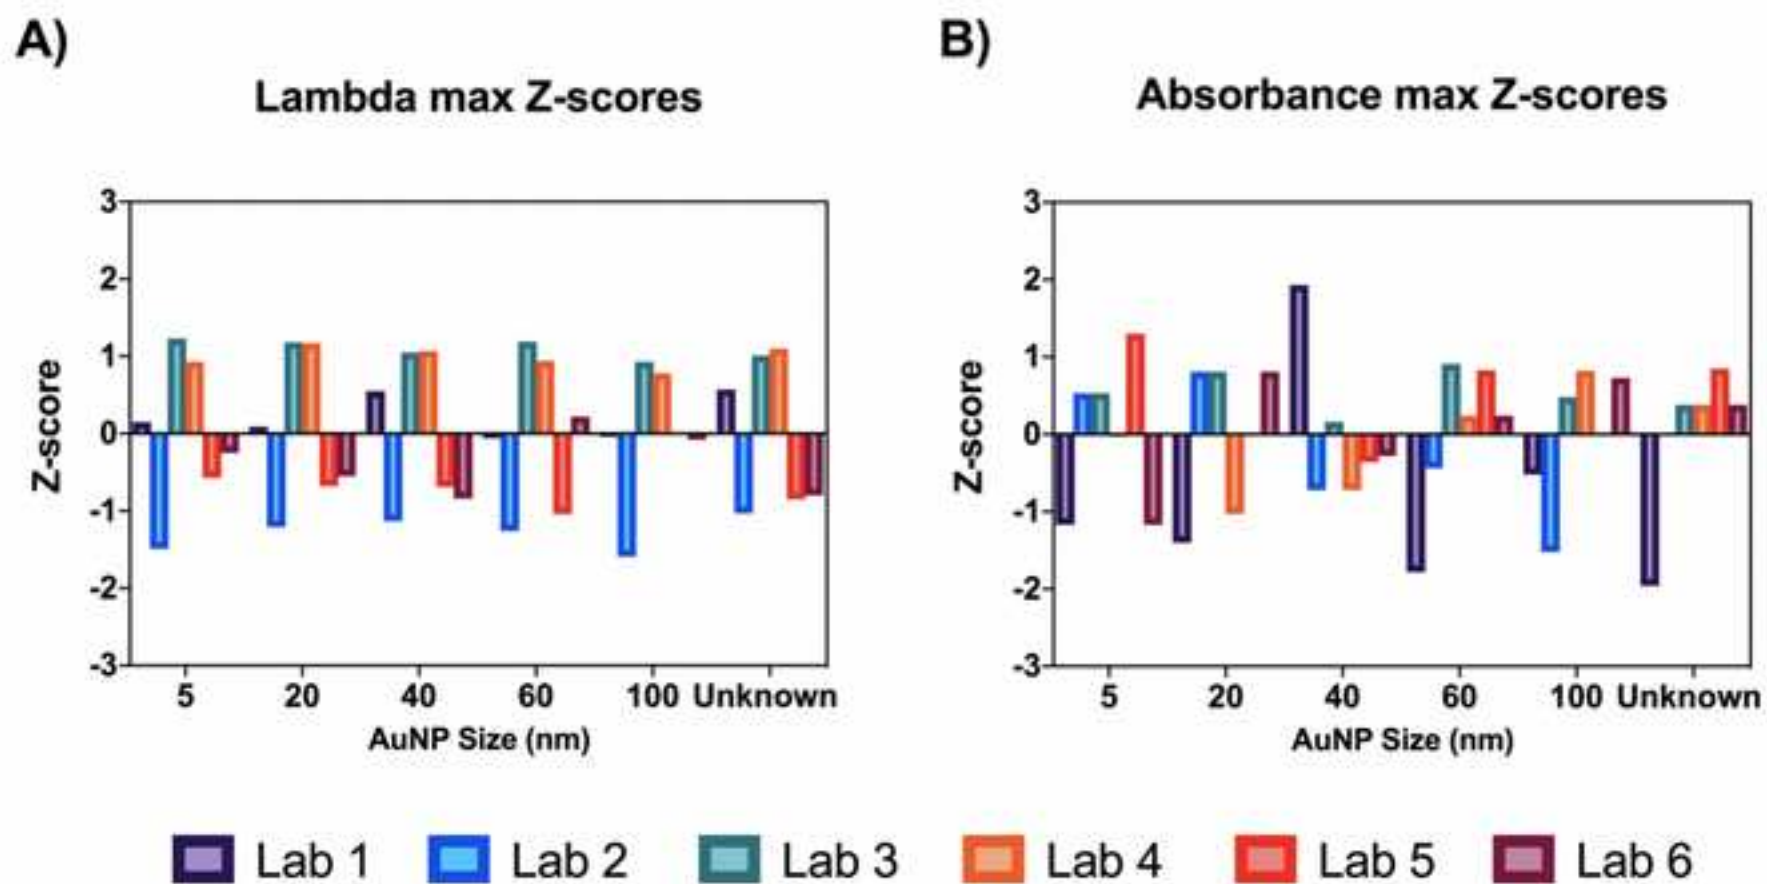 A)
Lambda max Z-scores
Z-score
3
2
1
0
-1
-2
-3
5 20 40 60 100 Unknown
AuNP Size (nm)
B)
Absorbance max Z-scores
Z-score
3
2
1
0
-1
-2
-3
5 20 40 60 100 Unknown
AuNP Size (nm)
Lab 1 Lab 2 Lab 3 Lab 4 Lab 5 Lab 6